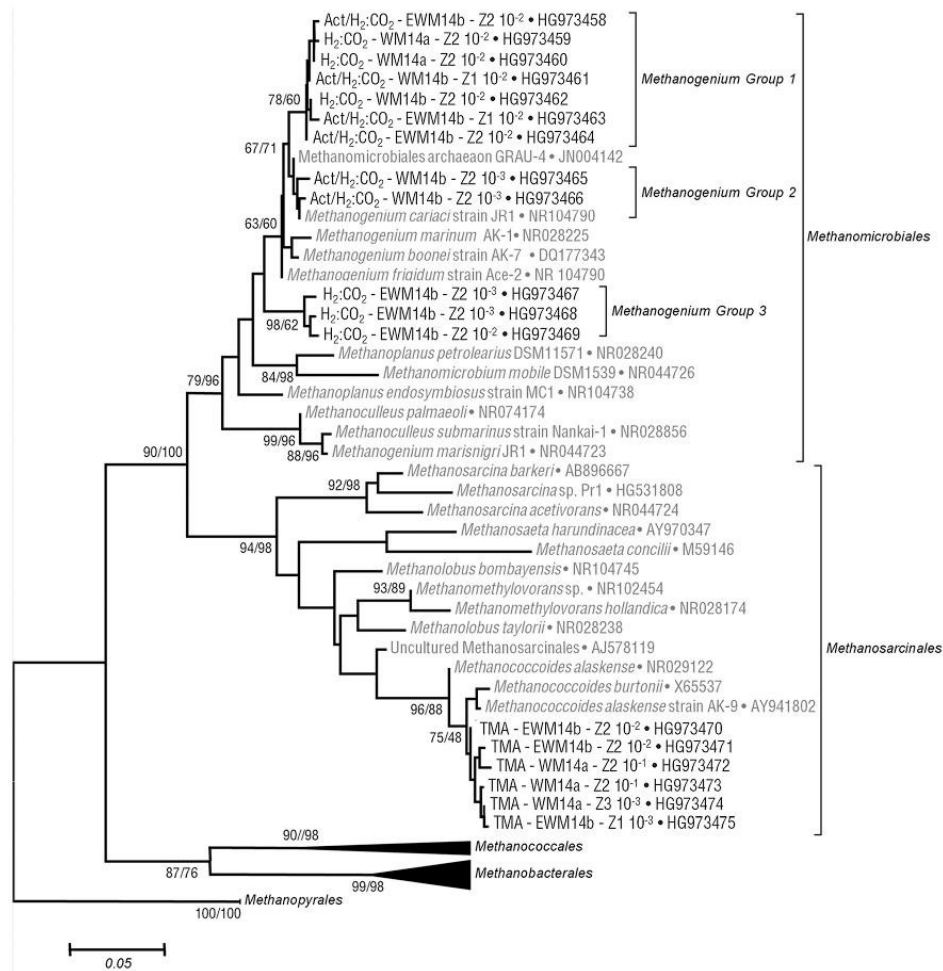 Act/H₂:CO₂ - EWM14b - Z2 10⁻² • HG973458
H₂:CO₂ - WM14a - Z2 10⁻² • HG973459
H₂:CO₂ - WM14a - Z2 10⁻² • HG973460
Act/H₂:CO₂ - WM14b - Z1 10⁻² • HG973461
Methanogenium Group 1
78/60
H₂:CO₂ - WM14b - Z2 10⁻² • HG973462
Act/H₂:CO₂ - EWM14b - Z1 10⁻² • HG973463
Act/H₂:CO₂ - EWM14b - Z2 10⁻² • HG973464
67/71
Methanomicrobiales archaeon GRAU-4 • JN004142
Act/H₂:CO₂ - WM14b - Z2 10⁻³ • HG973465
Methanogenium Group 2
Act/H₂:CO₂ - WM14b - Z2 10⁻³ • HG973466
Methanogenium cariaci strain JR1 • NR104790
63/60
Methanogenium marinum AK-1 • NR028225
Methanomicrobiales
Methanogenium boonei strain AK-7 • DQ177343
Methanogenium frigidum strain Ace-2 • NR 104790
H₂:CO₂ - EWM14b - Z2 10⁻³ • HG973467
H₂:CO₂ - EWM14b - Z2 10⁻³ • HG973468
Methanogenium Group 3
98/62
H₂:CO₂ - EWM14b - Z2 10⁻² • HG973469
Methanoplanus petrolearius DSM11571 • NR028240
Methanomicrobium mobile DSM1539 • NR044726
79/96
84/98
Methanoplanus endosymbiosus strain MC1 • NR104738
Methanoculleus palmaeoli • NR074174
Methanoculleus submarinus strain Nankai-1 • NR028856
99/96
88/96
Methanogenium marisnigri JR1 • NR044723
90/100
Methanosarcina barkeri • AB896667
92/98
Methanosarcina sp. Pr1 • HG531808
Methanosarcina acetivorans • NR044724
Methanosaeta harundinacea • AY970347
94/98
Methanosaeta concilii • M59146
Methanolobus bombayensis • NR104745
93/89
Methanomethylovorans sp. • NR102454
Methanomethylovorans hollandica • NR028174
Methanolobus taylorii • NR028238
Methanosarcinales
Uncultured Methanosarcinales • AJ578119
Methanococcoides alaskense • NR029122
Methanococcoides burtonii • X65537
96/88
Methanococcoides alaskense strain AK-9 • AY941802
TMA - EWM14b - Z2 10⁻² • HG973470
75/48
TMA - EWM14b - Z2 10⁻² • HG973471
TMA - WM14a - Z2 10⁻¹ • HG973472
TMA - WM14a - Z2 10⁻¹ • HG973473
TMA - WM14a - Z3 10⁻³ • HG973474
TMA - EWM14b - Z1 10⁻³ • HG973475
90//98
Methanococcales
87/76
Methanobacterales
99/98
Methanopyrales
100/100
0.05